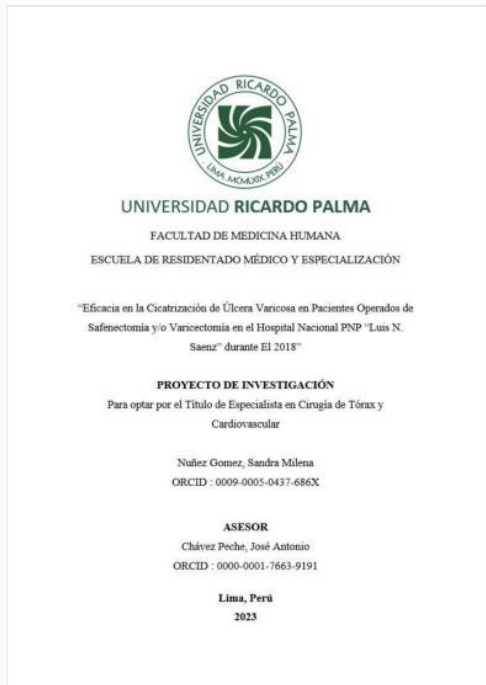 UNIVERSIDAD RICARDO PALMA
LIMA. MCMLXIX. PERÚ
UNIVERSIDAD RICARDO PALMA
FACULTAD DE MEDICINA HUMANA
ESCUELA DE RESIDENTADO MÉDICO Y ESPECIALIZACIÓN
“Eficacia en la Cicatrización de Úlcera Varicosa en Pacientes Operados de
Safenectomía y/o Varicectomía en el Hospital Nacional PNP “Luis N.
Saenz” durante El 2018”
PROYECTO DE INVESTIGACIÓN
Para optar por el Título de Especialista en Cirugía de Tórax y
Cardiovascular
Nuñez Gomez, Sandra Milena
ORCID : 0009-0005-0437-686X
ASESOR
Chávez Peche, José Antonio
ORCID : 0000-0001-7663-9191
Lima, Perú
2023